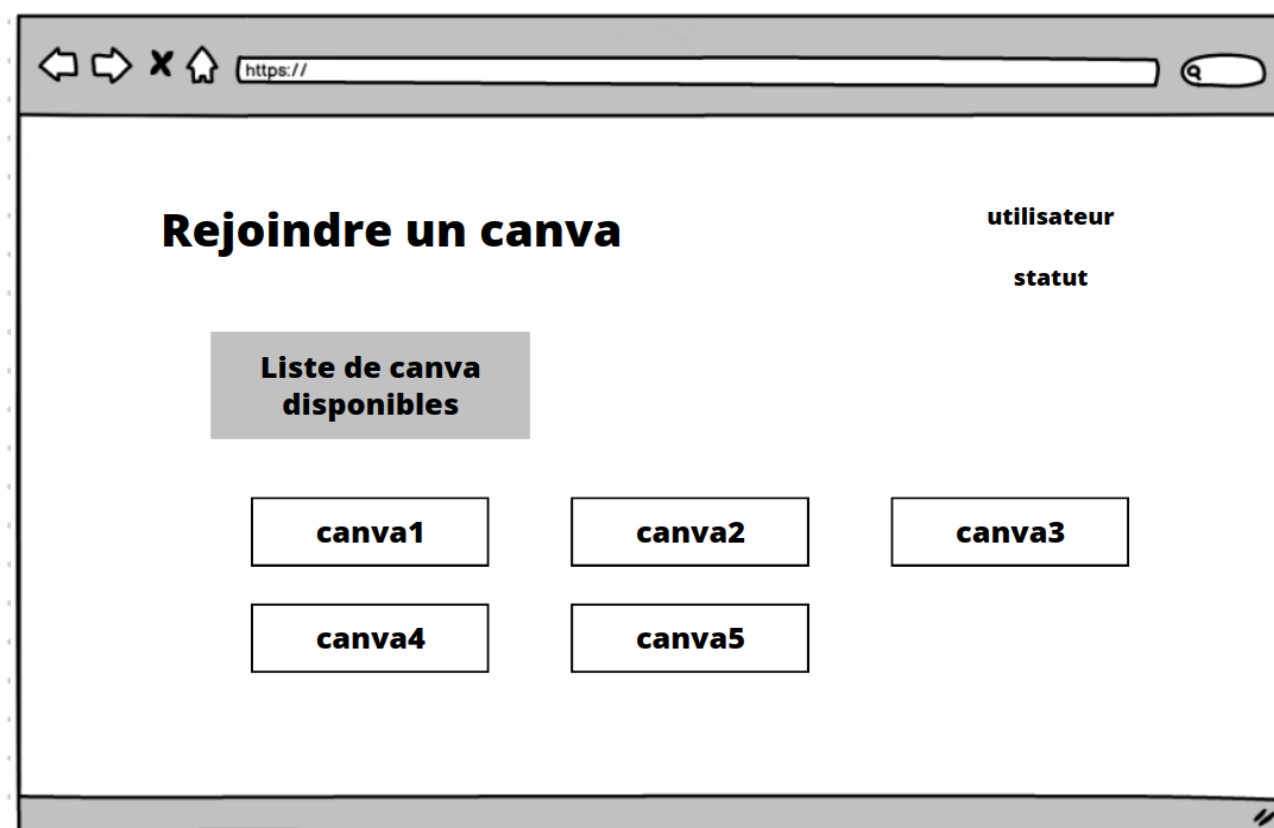 https://
Rejoindre un canva
utilisateur
statut
Liste de canva
disponibles
canva1
canva2
canva3
canva4
canva5